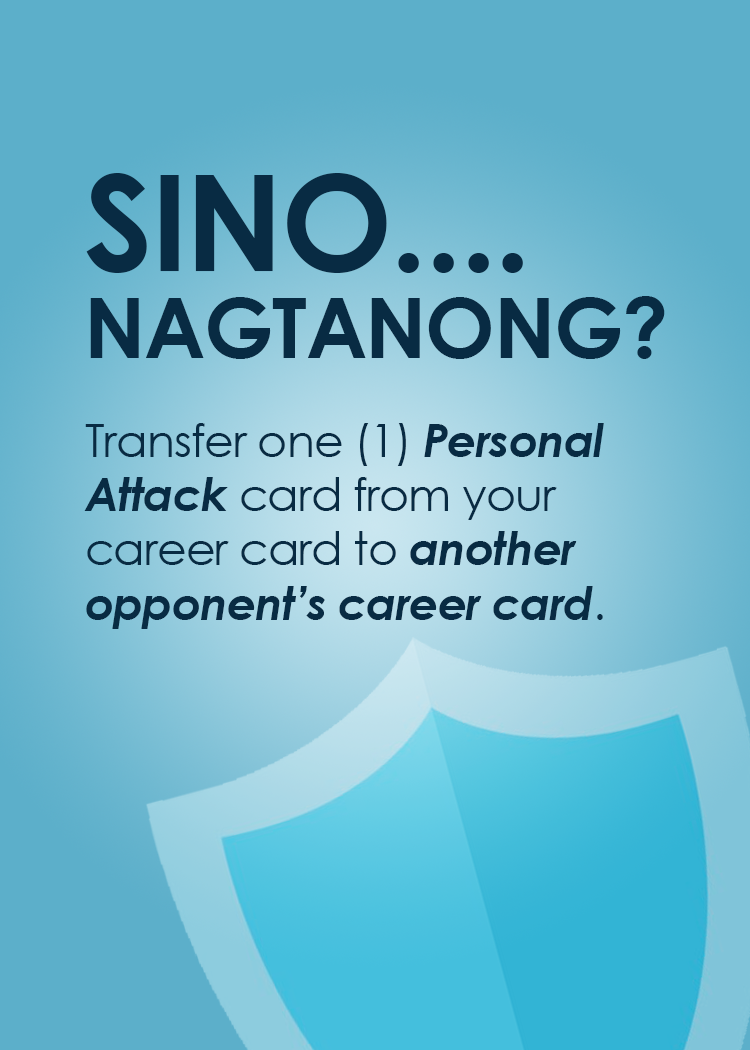 SINO....
NAGTANONG?
Transfer one (1) Personal
Attack card from your
career card to another
opponent’s career card.